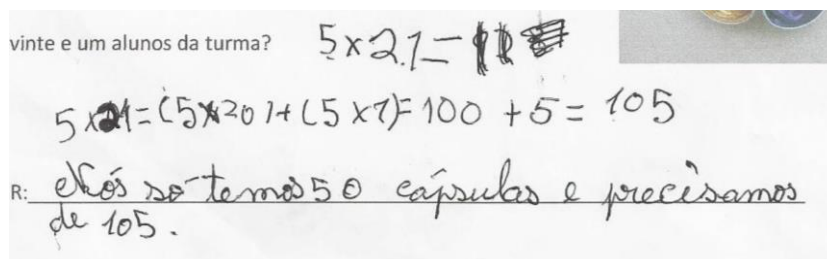 vinte e um alunos da turma? 5×21=
5×21=(5×20)+(5×1)=100+5=105
R: Nós só temos 50 cápsulas e precisamos
de 105.